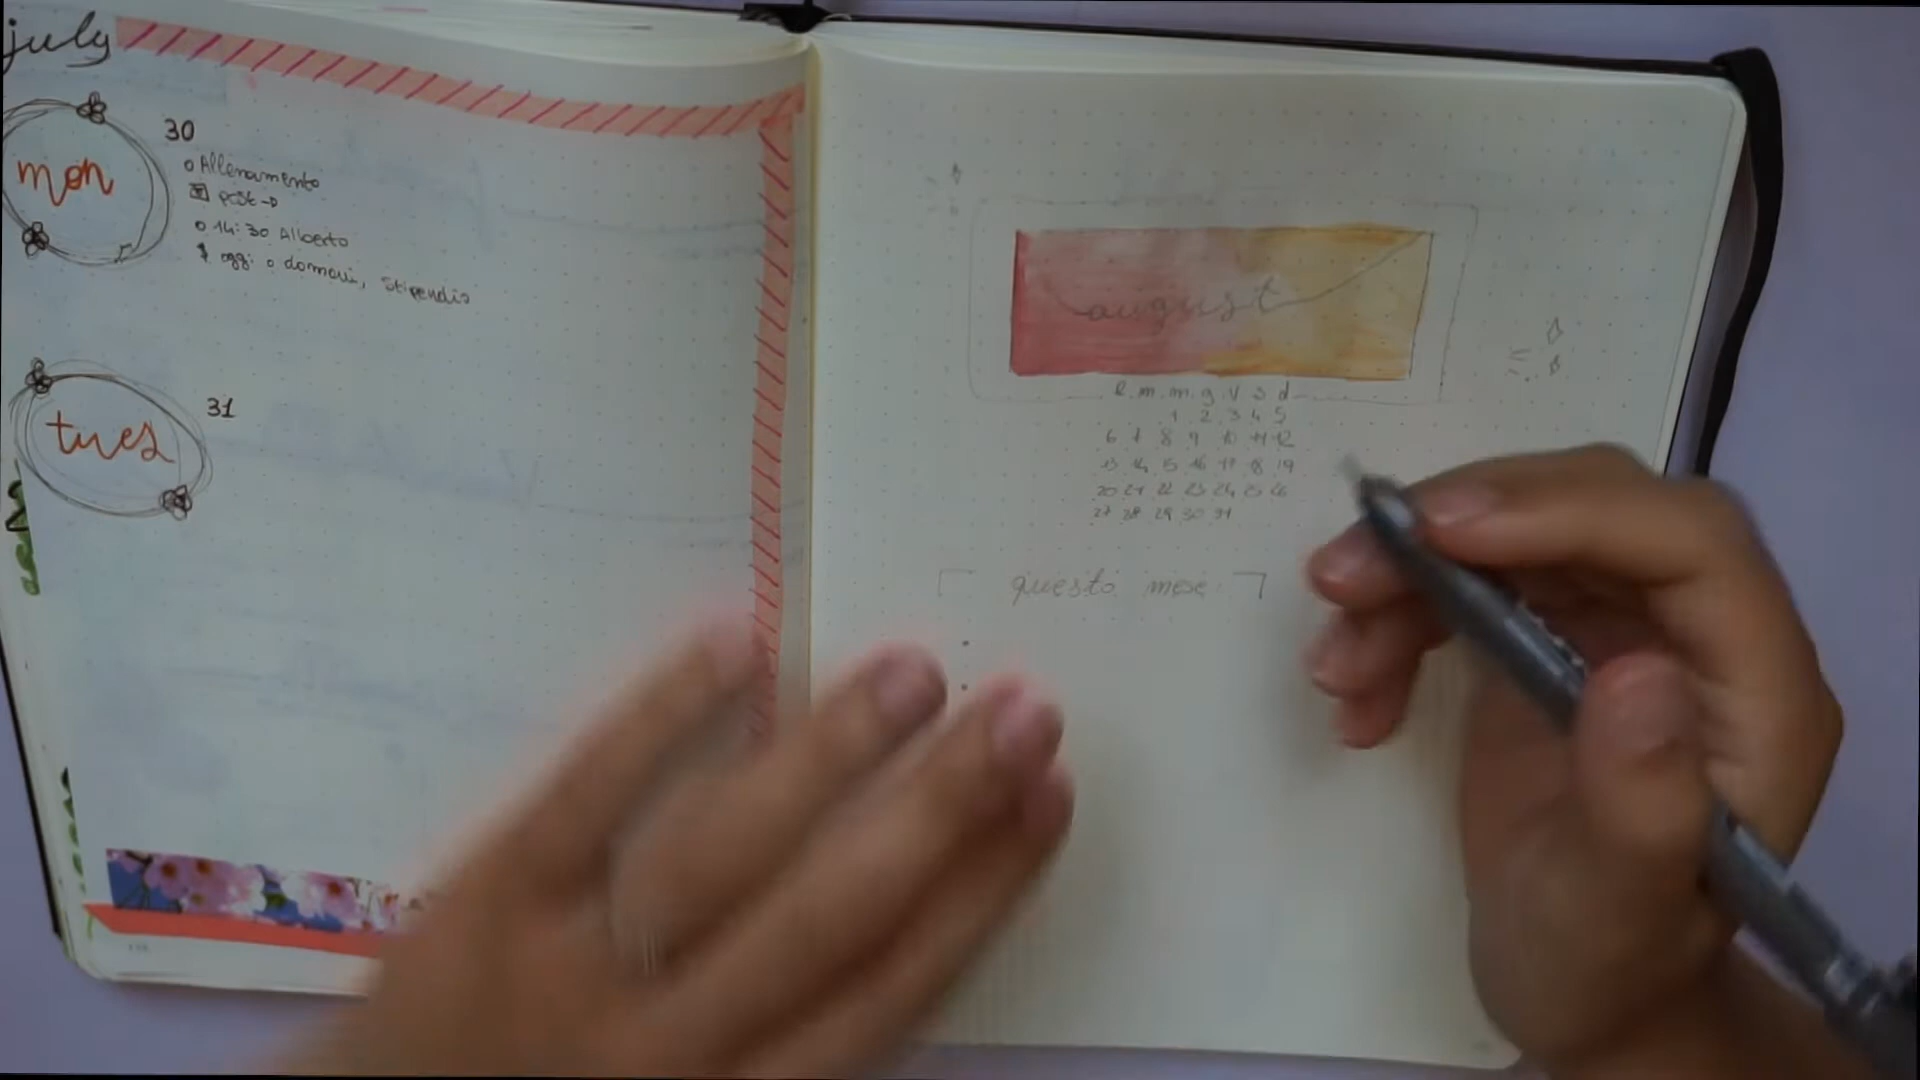 july
mon
30
o Allenamento
post →
o 14:30 Alberto
oggi o domani, stipendio
tues
31
august
l m m g v s d
1 2 3 4 5
6 7 8 9 10 11 12
13 14 15 16 17 18 19
20 21 22 23 24 25 26
27 28 29 30 31
questo mese